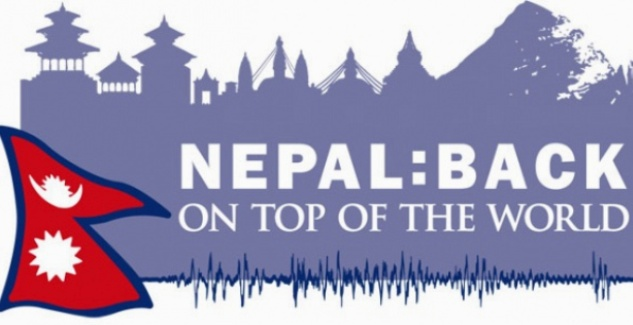 NEPAL:BACK
ON TOP OF THE WORLD